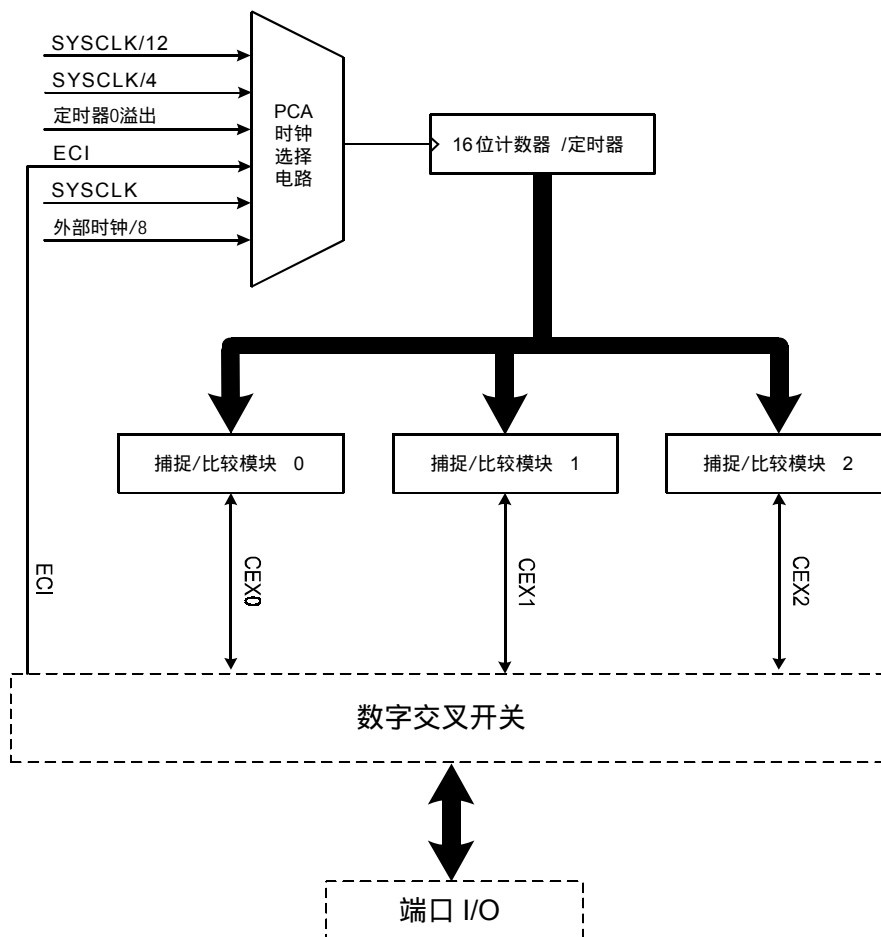 SYSCLK/12
SYSCLK/4
定时器0溢出
ECI
SYSCLK
外部时钟/8
PCA
时钟
选择
电路
16位计数器 /定时器
捕捉/比较模块 0
捕捉/比较模块 1
捕捉/比较模块 2
ECI
CEX0
CEX1
CEX2
数字交叉开关
端口 I/O